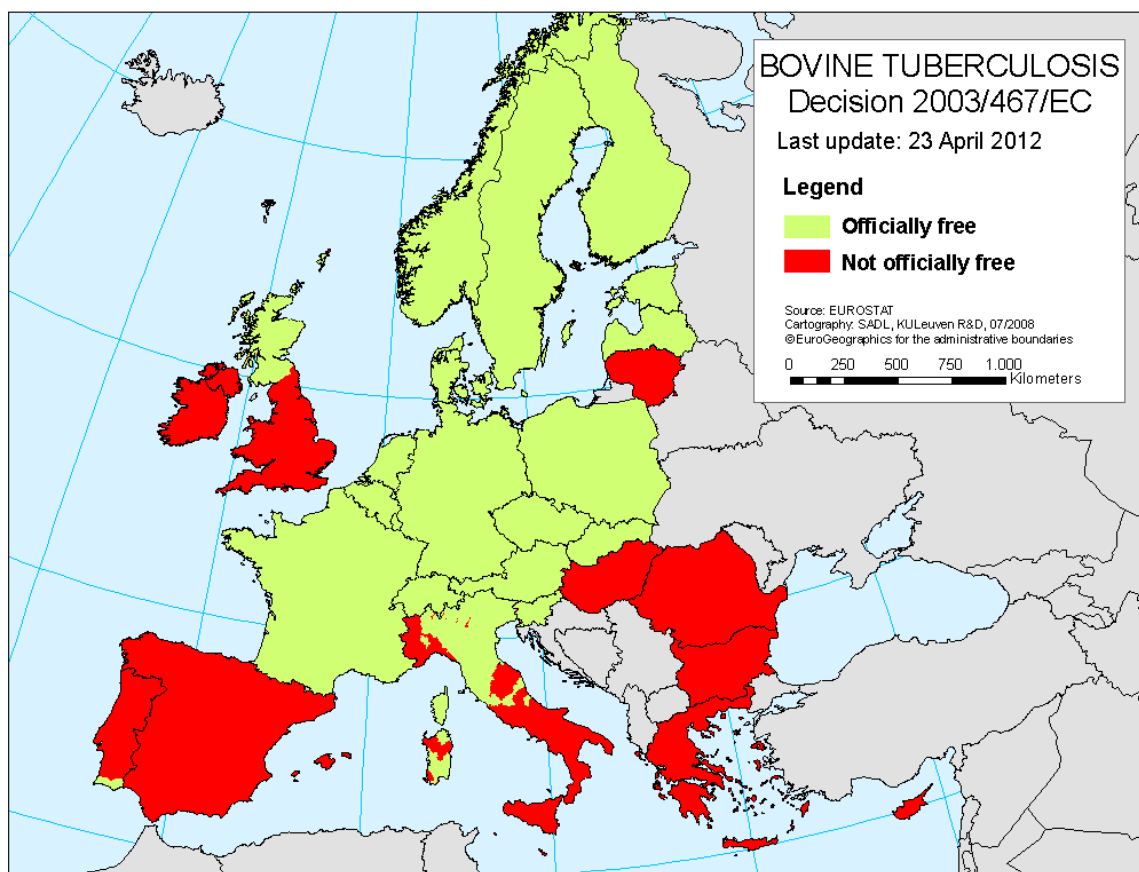 BOVINE TUBERCULOSIS
Decision 2003/467/EC
Last update: 23 April 2012
Legend
Officially free
Not officially free
Source: EUROSTAT
Cartography: SADL, KULeuven R&D, 07/2008
©EuroGeographics for the administrative boundaries
0 250 500 750 1.000
Kilometers